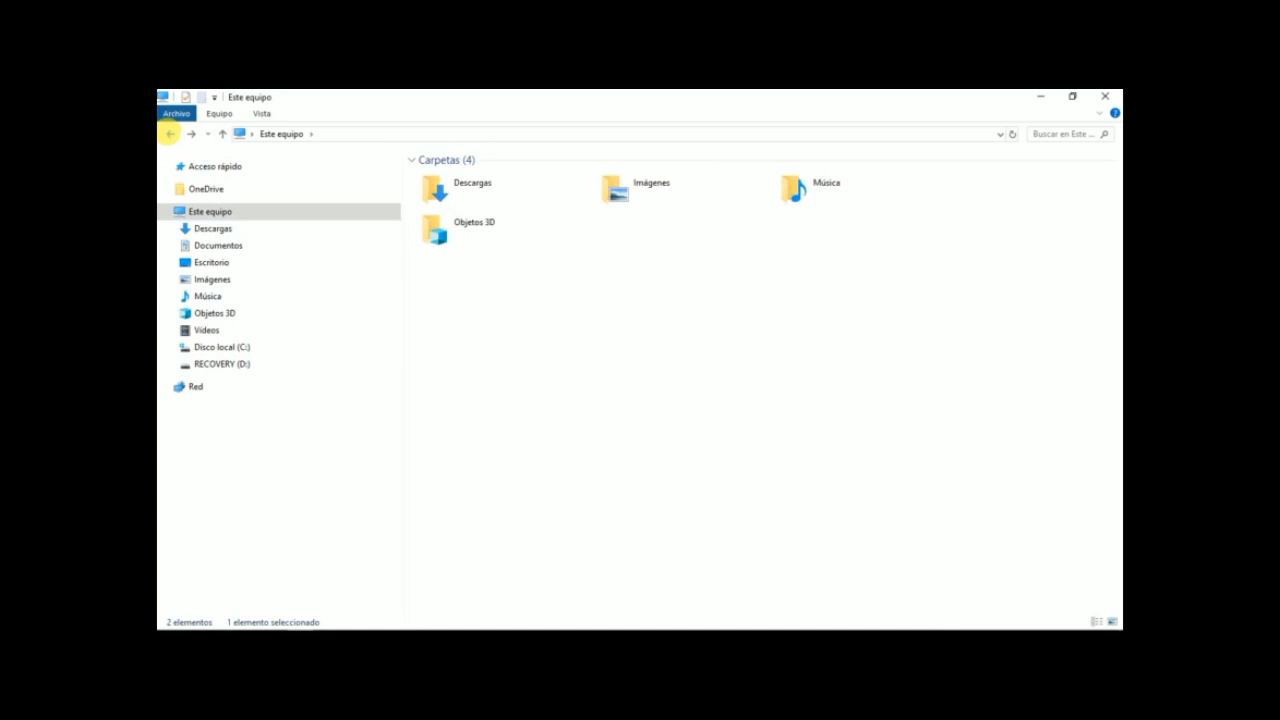 Este equipo
Archivo Equipo Vista
Este equipo
Buscar en Este ...
Acceso rápido
OneDrive
Este equipo
Descargas
Documentos
Escritorio
Imágenes
Música
Objetos 3D
Vídeos
Disco local (C:)
RECOVERY (D:)
Red
Carpetas (4)
Descargas Imágenes Música
Objetos 3D
2 elementos 1 elemento seleccionado